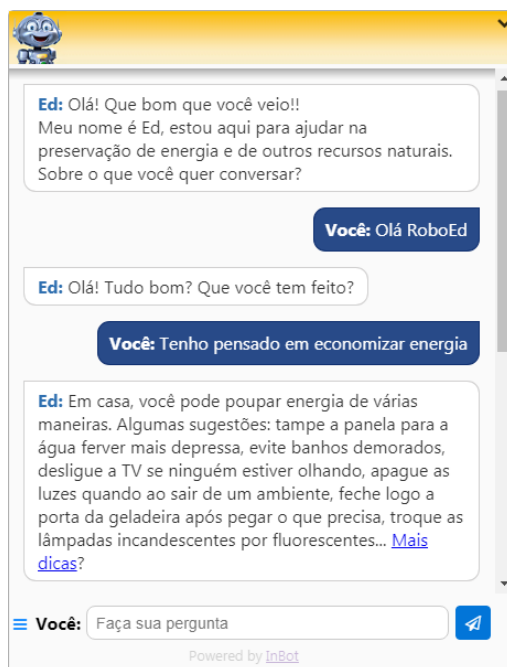 Ed: Olá! Que bom que você veio!!
Meu nome é Ed, estou aqui para ajudar na
preservação de energia e de outros recursos naturais.
Sobre o que você quer conversar?
Você: Olá RoboEd
Ed: Olá! Tudo bom? Que você tem feito?
Você: Tenho pensado em economizar energia
Ed: Em casa, você pode poupar energia de várias
maneiras. Algumas sugestões: tampe a panela para a
água ferver mais depressa, evite banhos demorados,
desligue a TV se ninguém estiver olhando, apague as
luzes quando ao sair de um ambiente, feche logo a
porta da geladeira após pegar o que precisa, troque as
lâmpadas incandescentes por fluorescentes... Mais
dicas?
Você: Faça sua pergunta
Powered by InBot